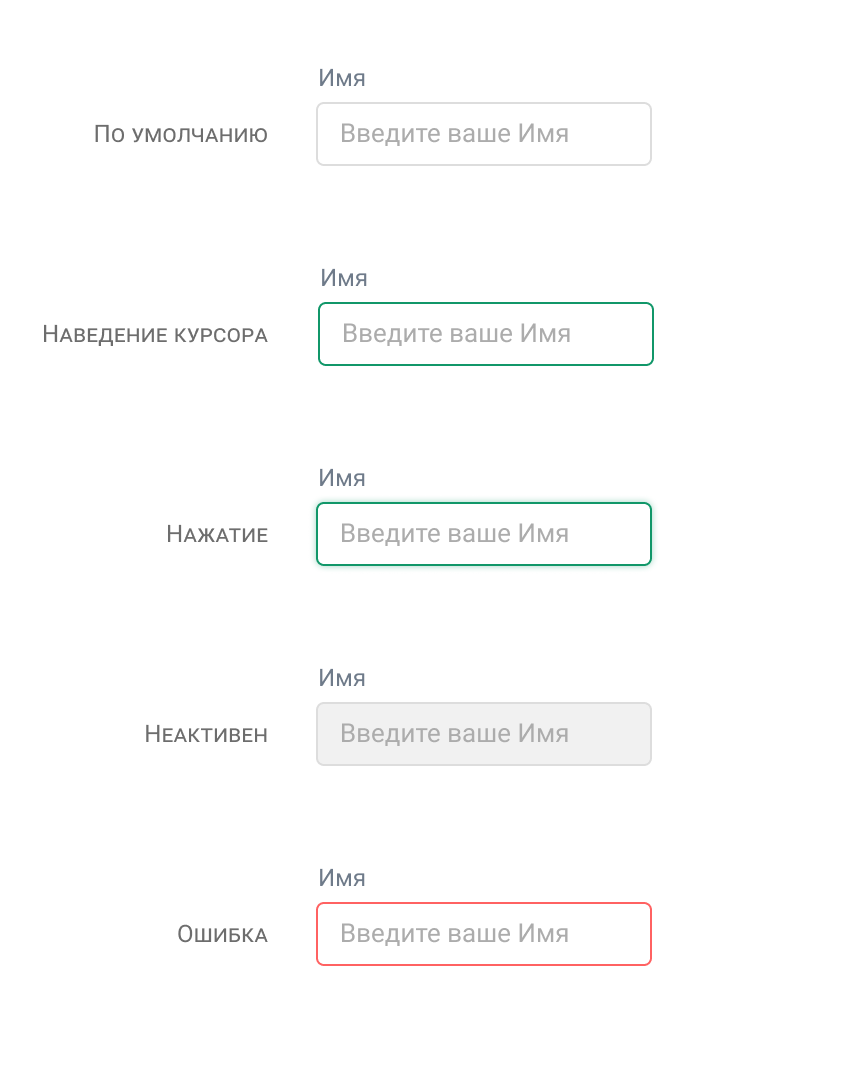 Имя
По умолчанию
Введите ваше Имя
Имя
Наведение курсора
Введите ваше Имя
Имя
Нажатие
Введите ваше Имя
Имя
Неактивен
Введите ваше Имя
Имя
Ошибка
Введите ваше Имя